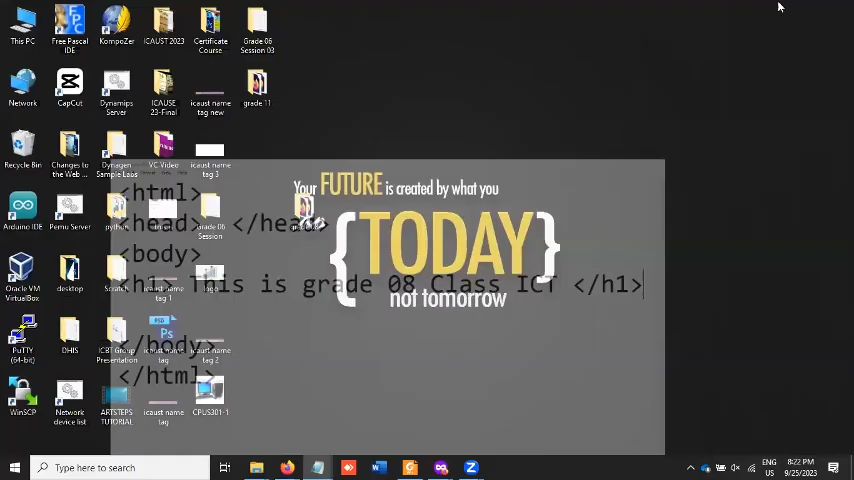 This PC
Free Pascal
IDE
KompoZer
iCAUST 2023
Certificate
Course
Grade 06
Session 03
Network
CapCut
Dynamips
Server
ICAUSE
23-Final
icaust name
tag new
grade 11
Recycle Bin
Changes to
the Web ...
Dynagen
Sample Labs
VC Video
icaust name
tag 3
Your FUTURE is created by what you
{TODAY}
not tomorrow
<html>
<head> </head>
<body>
<h1> This is grade 08 Class ICT </h1>
</body>
</html>
Arduino IDE
Pemu Server
python
Grade 06
Session
Oracle VM
VirtualBox
desktop
Scratch
icaust name
tag 1
logo
PuTTY
(64-bit)
DHIS
ICBT Group
Presentation
PSD
Ps
icaust name
tag
icaust name
tag 2
WinSCP
Network
device list
ARTSTEPS
TUTORIAL
icaust name
tag
CPUS301-1
Type here to search
ENG
US
8:22 PM
9/25/2023